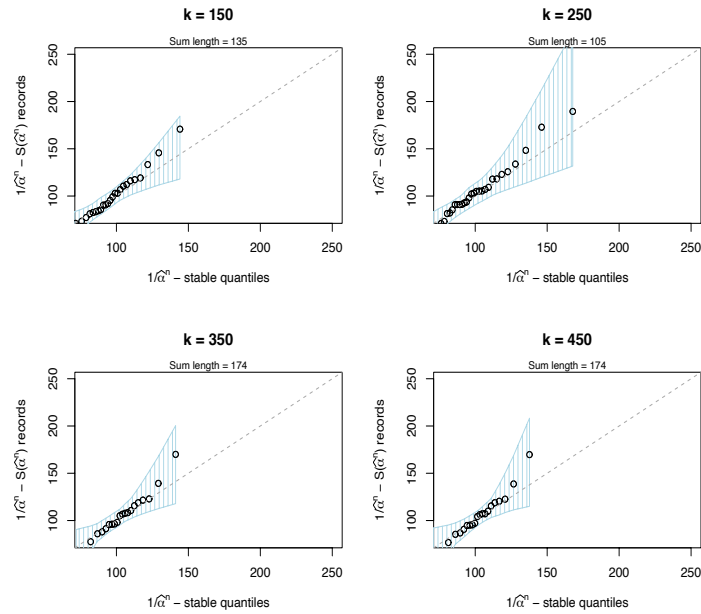 k = 150
Sum length = 135
250
200
150
100
1/α̂ⁿ − S(α̂ⁿ) records
100 150 200 250
1/α̂ⁿ − stable quantiles
k = 250
Sum length = 105
250
200
150
100
1/α̂ⁿ − S(α̂ⁿ) records
100 150 200 250
1/α̂ⁿ − stable quantiles
k = 350
Sum length = 174
250
200
150
100
1/α̂ⁿ − S(α̂ⁿ) records
100 150 200 250
1/α̂ⁿ − stable quantiles
k = 450
Sum length = 174
250
200
150
100
1/α̂ⁿ − S(α̂ⁿ) records
100 150 200 250
1/α̂ⁿ − stable quantiles